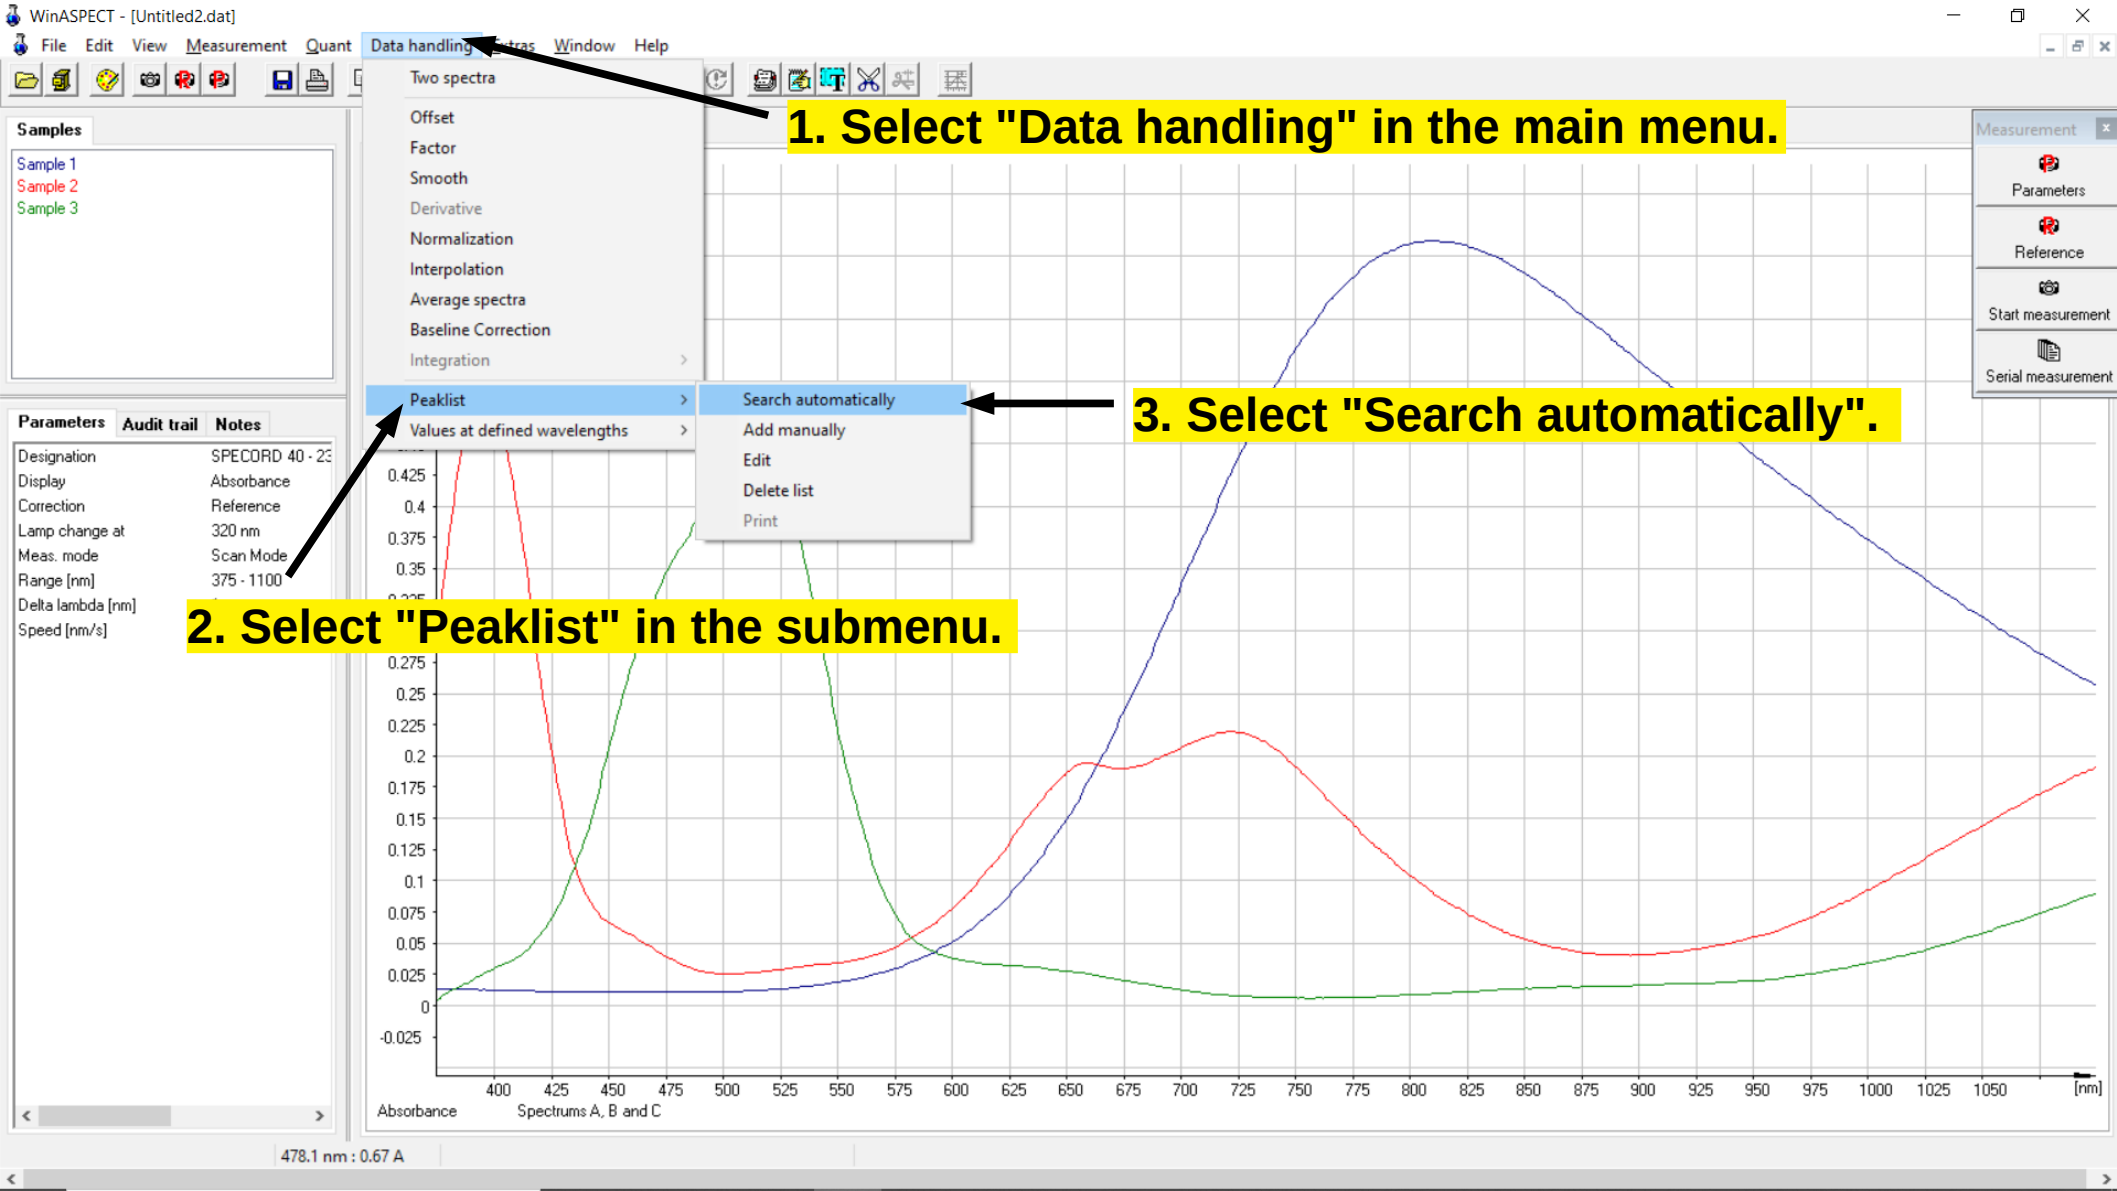 WinASPECT - [Untitled2.dat]
File Edit View Measurement Quant Data handling Extras Window Help
Two spectra
Offset
Factor
Smooth
Derivative
Normalization
Interpolation
Average spectra
Baseline Correction
Integration
Peaklist
Values at defined wavelengths
Search automatically
Add manually
Edit
Delete list
Print
1. Select "Data handling" in the main menu.
2. Select "Peaklist" in the submenu.
3. Select "Search automatically".
Samples
Sample 1
Sample 2
Sample 3
Parameters Audit trail Notes
Designation SPECORD 40 - 23
Display Absorbance
Correction Reference
Lamp change at 320 nm
Meas. mode Scan Mode
Range [nm] 375 - 1100
Delta lambda [nm]
Speed [nm/s]
Measurement
Parameters
Reference
Start measurement
Serial measurement
0.425
0.4
0.375
0.35
0.275
0.25
0.225
0.2
0.175
0.15
0.125
0.1
0.075
0.05
0.025
0
-0.025
400 425 450 475 500 525 550 575 600 625 650 675 700 725 750 775 800 825 850 875 900 925 950 975 1000 1025 1050 [nm]
Absorbance Spectrums A, B and C
478.1 nm : 0.67 A